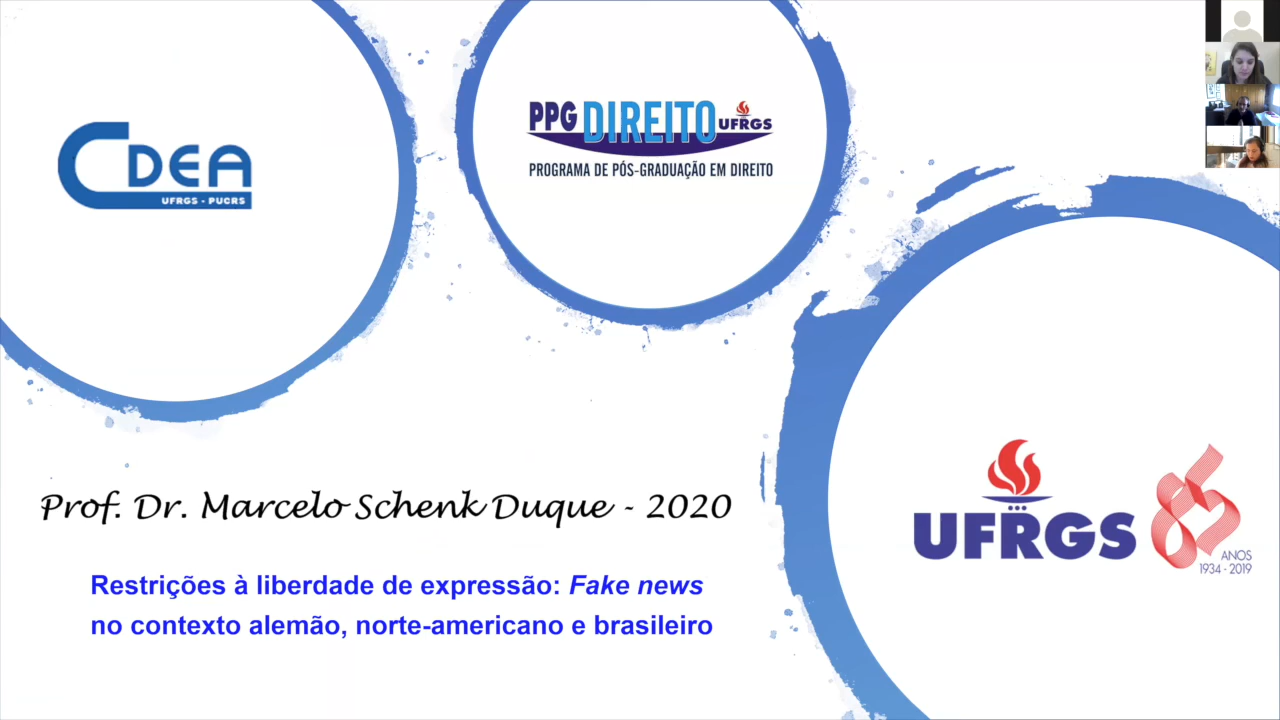 CDEA
UFRGS - PUCRS
PPG DIREITO UFRGS
PROGRAMA DE PÓS-GRADUAÇÃO EM DIREITO
Prof. Dr. Marcelo Schenk Duque - 2020
Restrições à liberdade de expressão: Fake news
no contexto alemão, norte-americano e brasileiro
UFRGS
85
ANOS
1934 - 2019